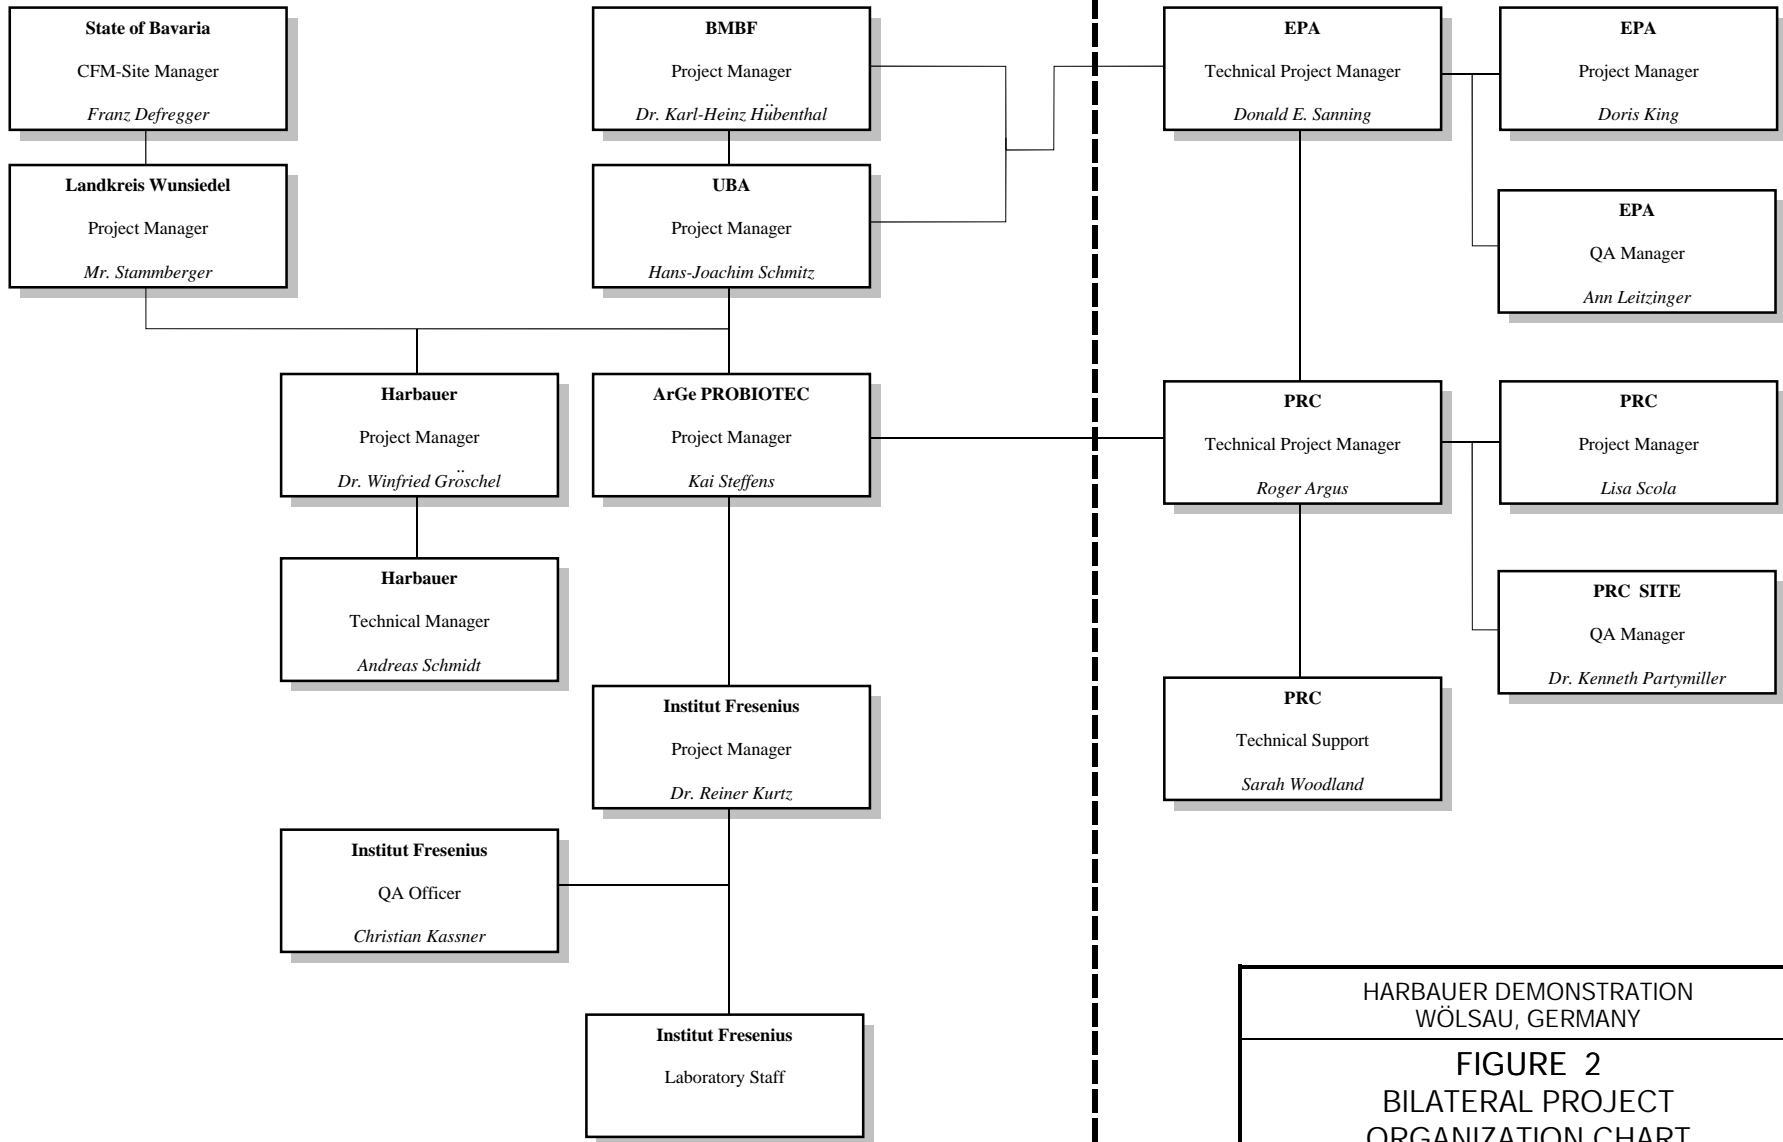 State of Bavaria
CFM-Site Manager
Franz Defregger
BMBF
Project Manager
Dr. Karl-Heinz Hübenthal
EPA
Technical Project Manager
Donald E. Sanning
EPA
Project Manager
Doris King
Landkreis Wunsiedel
Project Manager
Mr. Stammberger
UBA
Project Manager
Hans-Joachim Schmitz
EPA
QA Manager
Ann Leitzinger
Harbauer
Project Manager
Dr. Winfried Gröschel
ArGe PROBIOTEC
Project Manager
Kai Steffens
PRC
Technical Project Manager
Roger Argus
PRC
Project Manager
Lisa Scola
Harbauer
Technical Manager
Andreas Schmidt
PRC SITE
QA Manager
Dr. Kenneth Partymiller
Institut Fresenius
Project Manager
Dr. Reiner Kurtz
PRC
Technical Support
Sarah Woodland
Institut Fresenius
QA Officer
Christian Kassner
Institut Fresenius
Laboratory Staff
HARBAUER DEMONSTRATION
WÖLSAU, GERMANY
FIGURE 2
BILATERAL PROJECT
ORGANIZATION CHART